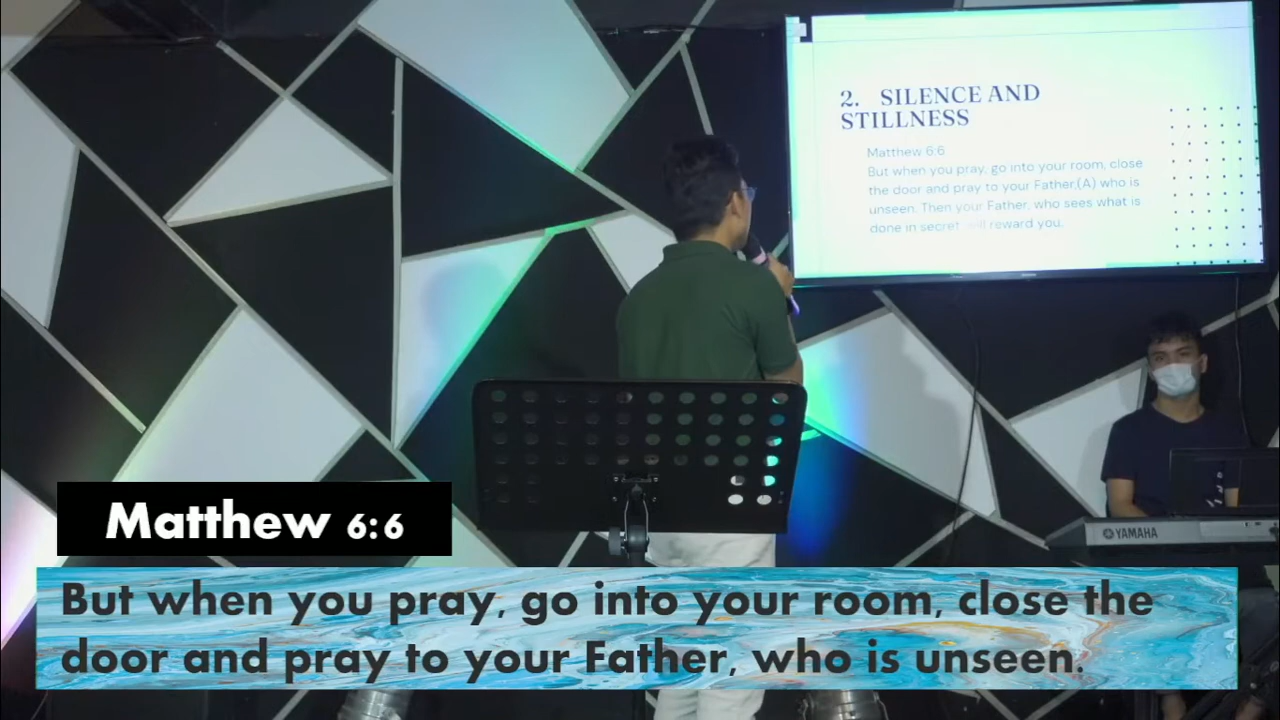 2. SILENCE AND
STILLNESS
Matthew 6:6
But when you pray, go into your room, close
the door and pray to your Father,(A) who is
unseen. Then your Father, who sees what is
done in secret, will reward you.
YAMAHA
Matthew 6:6
But when you pray, go into your room, close the
door and pray to your Father, who is unseen.